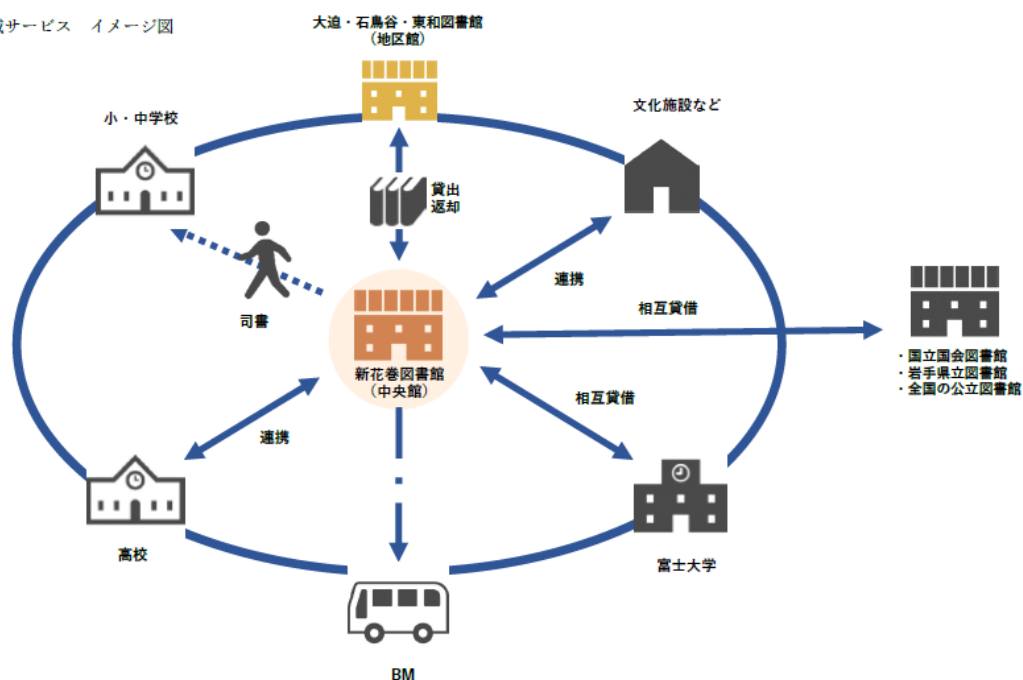 サービス イメージ図
大迫・石鳥谷・東和図書館
（地区館）
小・中学校
文化施設など
貸出
返却
連携
司書
相互貸借
新花巻図書館
（中央館）
・国立国会図書館
・岩手県立図書館
・全国の公立図書館
相互貸借
連携
高校
富士大学
BM